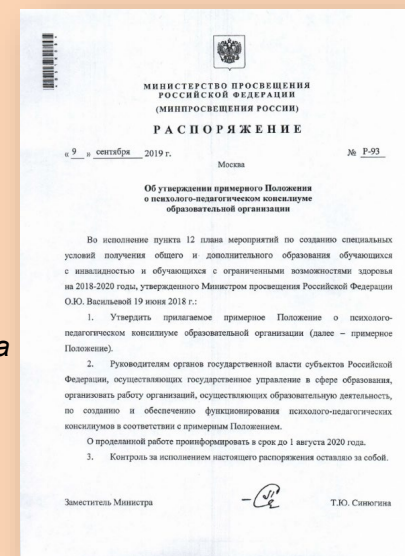 МИНИСТЕРСТВО ПРОСВЕЩЕНИЯ
РОССИЙСКОЙ ФЕДЕРАЦИИ
(МИНПРОСВЕЩЕНИЯ РОССИИ)
РАСПОРЯЖЕНИЕ
« 9 » сентября 2019 г.
№ Р-93
Москва
Об утверждении примерного Положения
о психолого-педагогическом консилиуме
образовательной организации
Во исполнение пункта 12 плана мероприятий по созданию специальных
условий получения общего и дополнительного образования обучающихся
с инвалидностью и обучающихся с ограниченными возможностями здоровья
на 2018-2020 годы, утвержденного Министром просвещения Российской Федерации
О.Ю. Васильевой 19 июня 2018 г.:
1. Утвердить прилагаемое примерное Положение о психолого-
педагогическом консилиуме образовательной организации (далее – примерное
Положение).
а
2. Руководителям органов государственной власти субъектов Российской
Федерации, осуществляющих государственное управление в сфере образования,
организовать работу организаций, осуществляющих образовательную деятельность,
по созданию и обеспечению функционирования психолого-педагогических
консилиумов в соответствии с примерным Положением.
О проделанной работе проинформировать в срок до 1 августа 2020 года.
3. Контроль за исполнением настоящего распоряжения оставляю за собой.
Заместитель Министра
Т.Ю. Синюгина